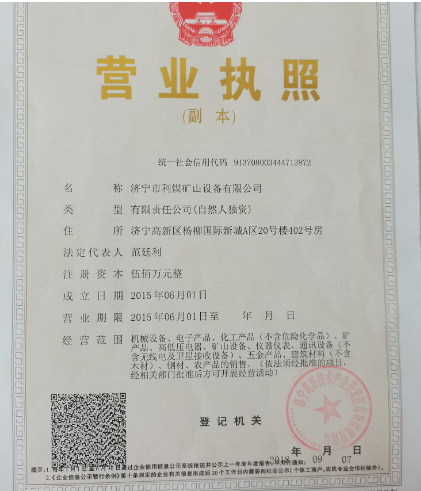 营业执照
(副 本)
统一社会信用代码 913708003444712872
名 称 济宁市利煤矿山设备有限公司
类 型 有限责任公司(自然人独资)
住 所 济宁高新区杨柳国际新城A区20号楼402号房
法定代表人 范廷利
注册资本 伍佰万元整
成立日期 2015年06月01日
营业期限 2015年06月01日至 年 月 日
经营范围 机械设备、电子产品、化工产品(不含危险化学品)、矿
产品、高低压电器、矿山设备、仪器仪表、通讯设备(不
含无线电及卫星接收设备)、五金产品、建筑材料(不含
木材)、钢材、农产品的销售。(依法须经批准的项目,
经相关部门批准后方可开展经营活动)
登记机关
年 月 日
2018 09 07